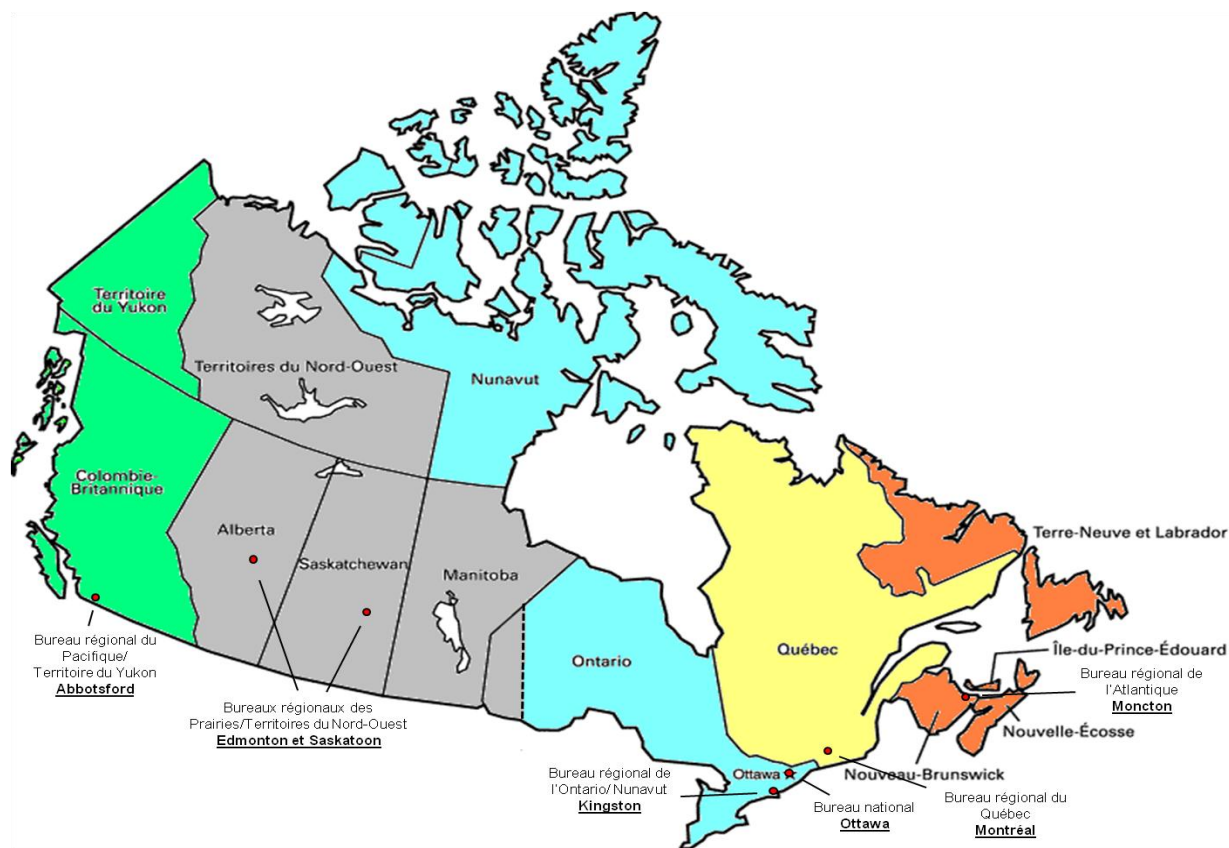 Territoire
du Yukon
Territoires du Nord-Ouest
Nunavut
Colombie-
Britannique
Alberta
Saskatchewan
Manitoba
Terre-Neuve et Labrador
Bureau régional du
Pacifique/
Territoire du Yukon
Abbotsford
Ontario
Québec
Île-du-Prince-Édouard
Bureau régional de
l'Atlantique
Moncton
Bureaux régionaux des
Prairies/Territoires du Nord-Ouest
Edmonton et Saskatoon
Nouvelle-Écosse
Ottawa
Nouveau-Brunswick
Bureau régional de
l'Ontario/ Nunavut
Kingston
Bureau national
Ottawa
Bureau régional du
Québec
Montréal